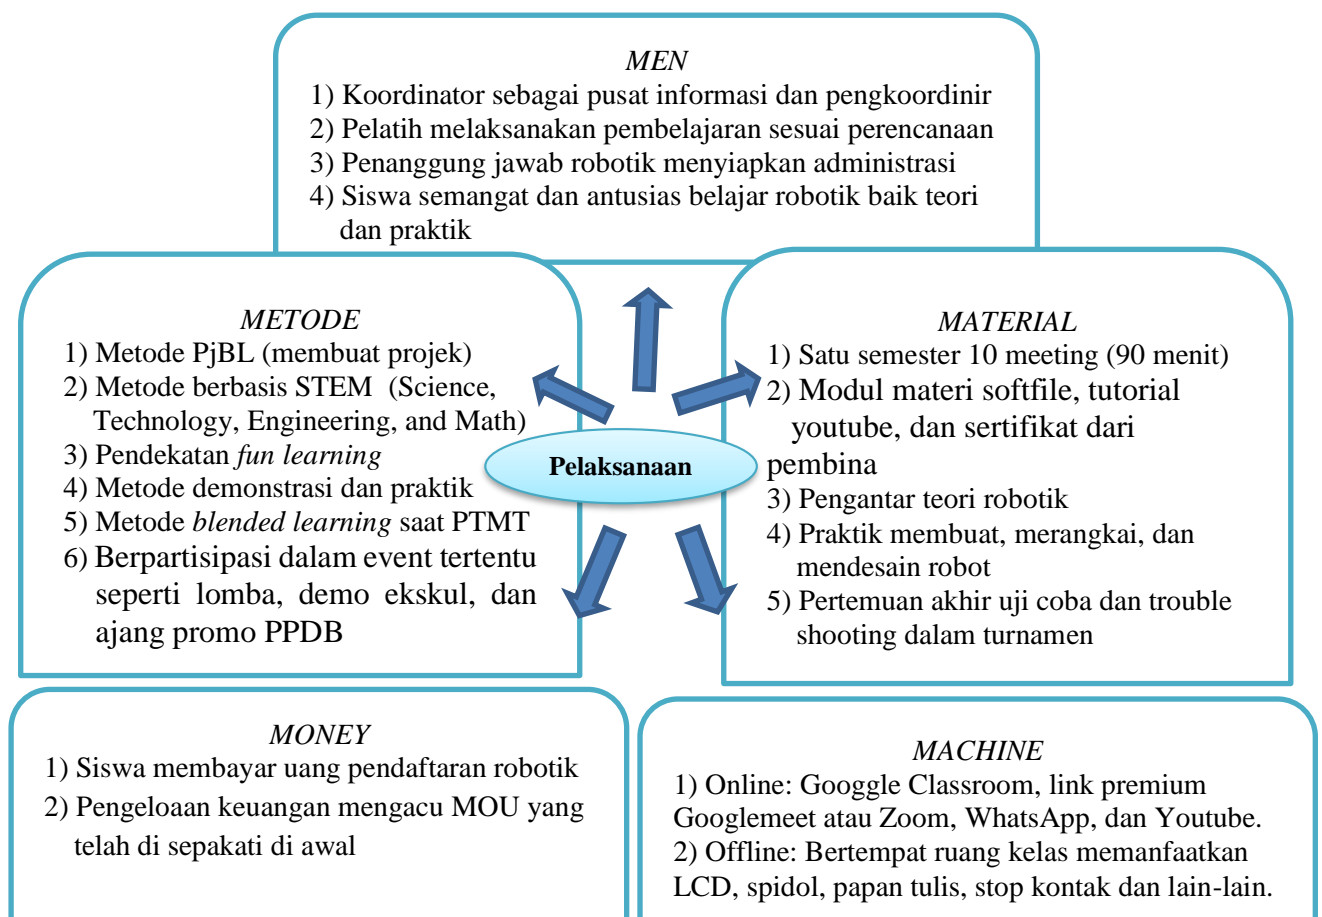 MEN
1) Koordinator sebagai pusat informasi dan pengkoordinir
2) Pelatih melaksanakan pembelajaran sesuai perencanaan
3) Penanggung jawab robotik menyiapkan administrasi
4) Siswa semangat dan antusias belajar robotik baik teori
dan praktik
METODE
1) Metode PjBL (membuat projek)
2) Metode berbasis STEM (Science,
Technology, Engineering, and Math)
3) Pendekatan fun learning
4) Metode demonstrasi dan praktik
5) Metode blended learning saat PTMT
6) Berpartisipasi dalam event tertentu
seperti lomba, demo ekskul, dan
ajang promo PPDB
Pelaksanaan
MATERIAL
1) Satu semester 10 meeting (90 menit)
2) Modul materi softfile, tutorial
youtube, dan sertifikat dari
pembina
3) Pengantar teori robotik
4) Praktik membuat, merangkai, dan
mendesain robot
5) Pertemuan akhir uji coba dan trouble
shooting dalam turnamen
MONEY
1) Siswa membayar uang pendaftaran robotik
2) Pengeloaan keuangan mengacu MOU yang
telah di sepakati di awal
MACHINE
1) Online: Googgle Classroom, link premium
Googlemeet atau Zoom, WhatsApp, dan Youtube.
2) Offline: Bertempat ruang kelas memanfaatkan
LCD, spidol, papan tulis, stop kontak dan lain-lain.